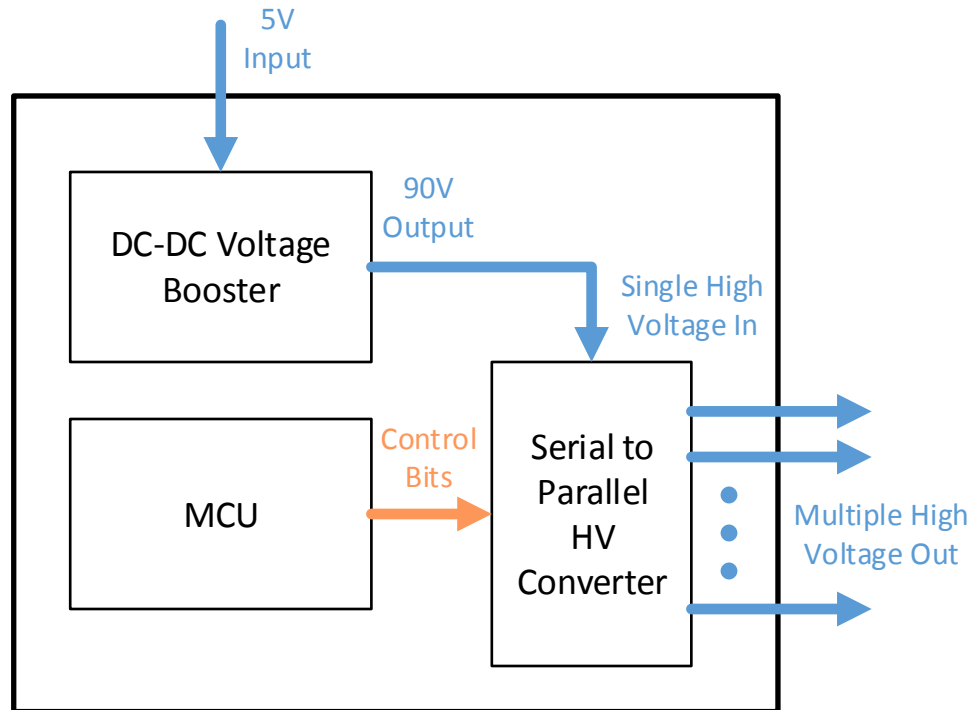 5V
Input
DC-DC Voltage
Booster
90V
Output
Single High
Voltage In
MCU
Control
Bits
Serial to
Parallel
HV
Converter
Multiple High
Voltage Out